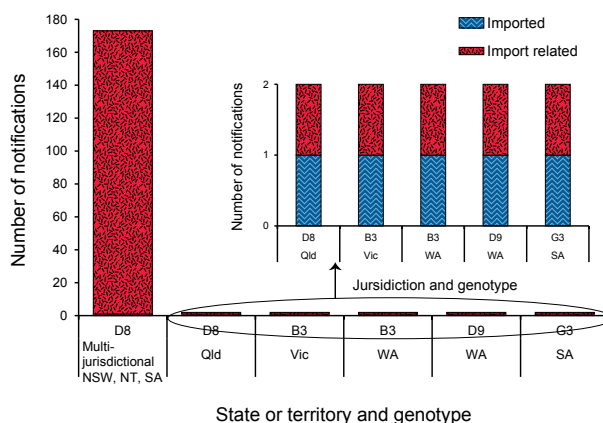 180
160
140
120
100
80
60
40
20
0
Number of notifications
Imported
Import related
2
1
0
Number of notifications
D8 B3 B3 D9 G3
Qld Vic WA WA SA
Jursidiction and genotype
D8 D8 B3 B3 D9 G3
Multi-
jurisdictional
NSW, NT, SA
Qld Vic WA WA SA
State or territory and genotype